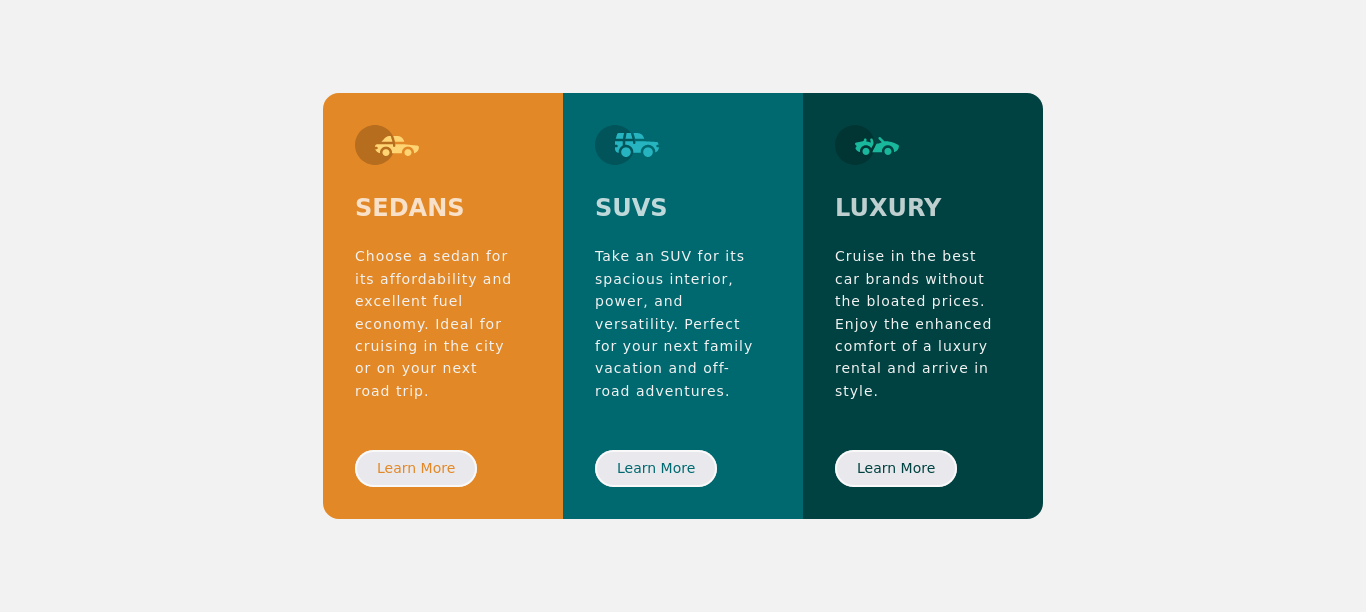 SEDANS
Choose a sedan for
its affordability and
excellent fuel
economy. Ideal for
cruising in the city
or on your next
road trip.
Learn More
SUVS
Take an SUV for its
spacious interior,
power, and
versatility. Perfect
for your next family
vacation and off-
road adventures.
Learn More
LUXURY
Cruise in the best
car brands without
the bloated prices.
Enjoy the enhanced
comfort of a luxury
rental and arrive in
style.
Learn More